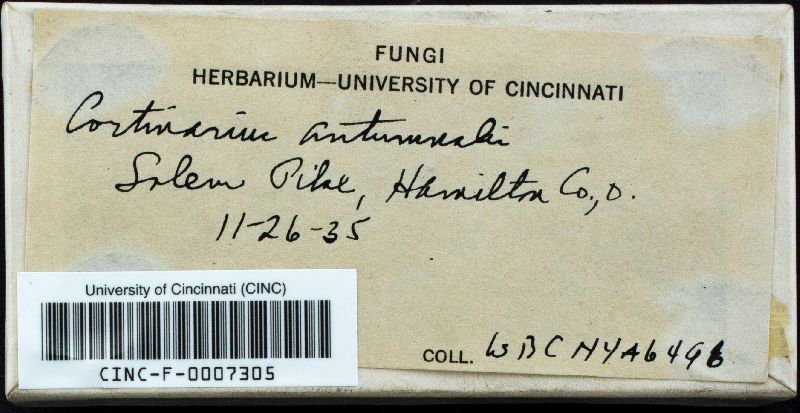 FUNGI
HERBARIUM—UNIVERSITY OF CINCINNATI
Cortinarius autumnalis
Salem Pike, Hamilton Co., O.
11-26-35
University of Cincinnati (CINC)
CINC-F-0007305
COLL. WBC